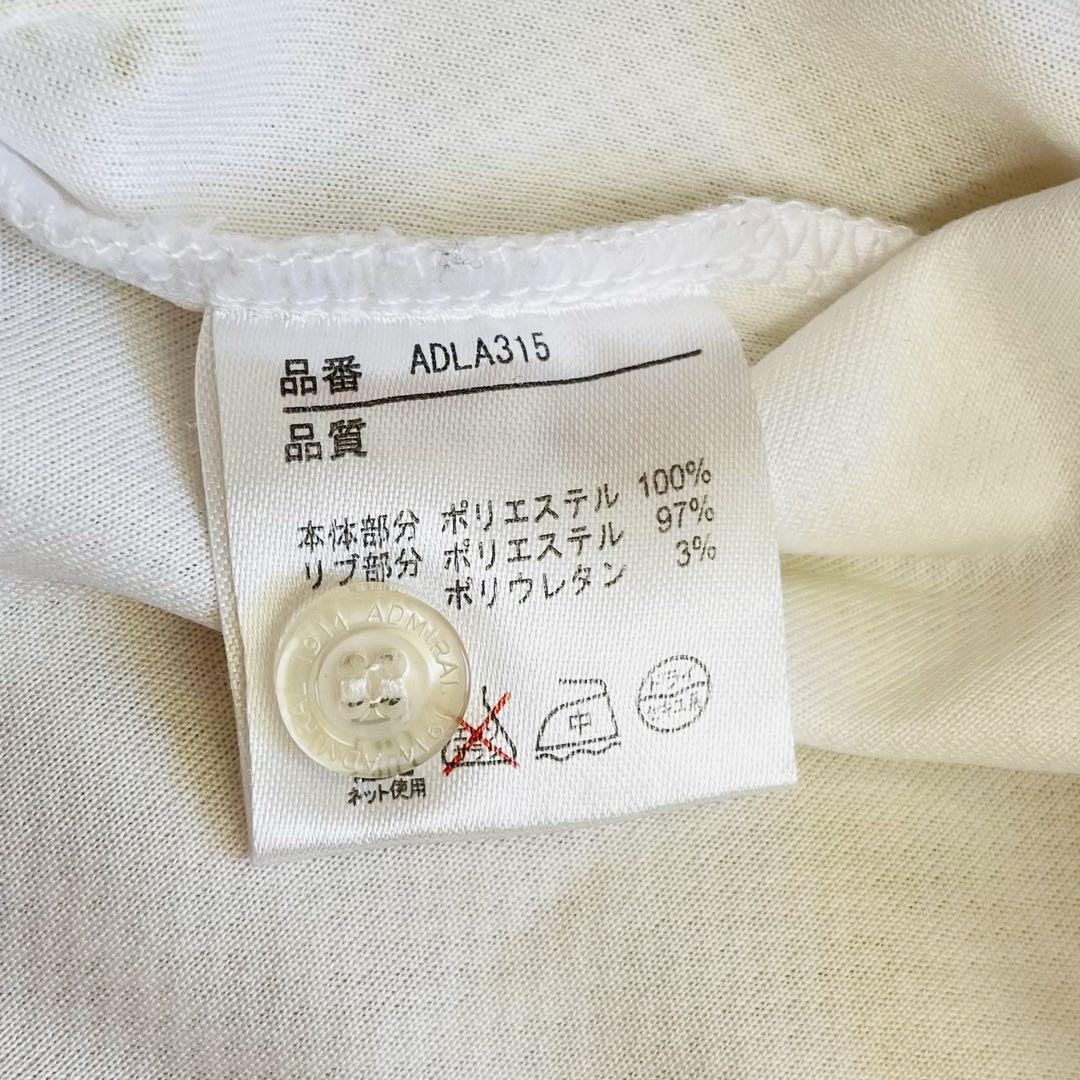 品番 ADLA315
品質
本体部分 ポリエステル 100%
リブ部分 ポリエステル 97%
ポリウレタン 3%
1914 ADMIRAL 1914
中
ドライ
ネット使用